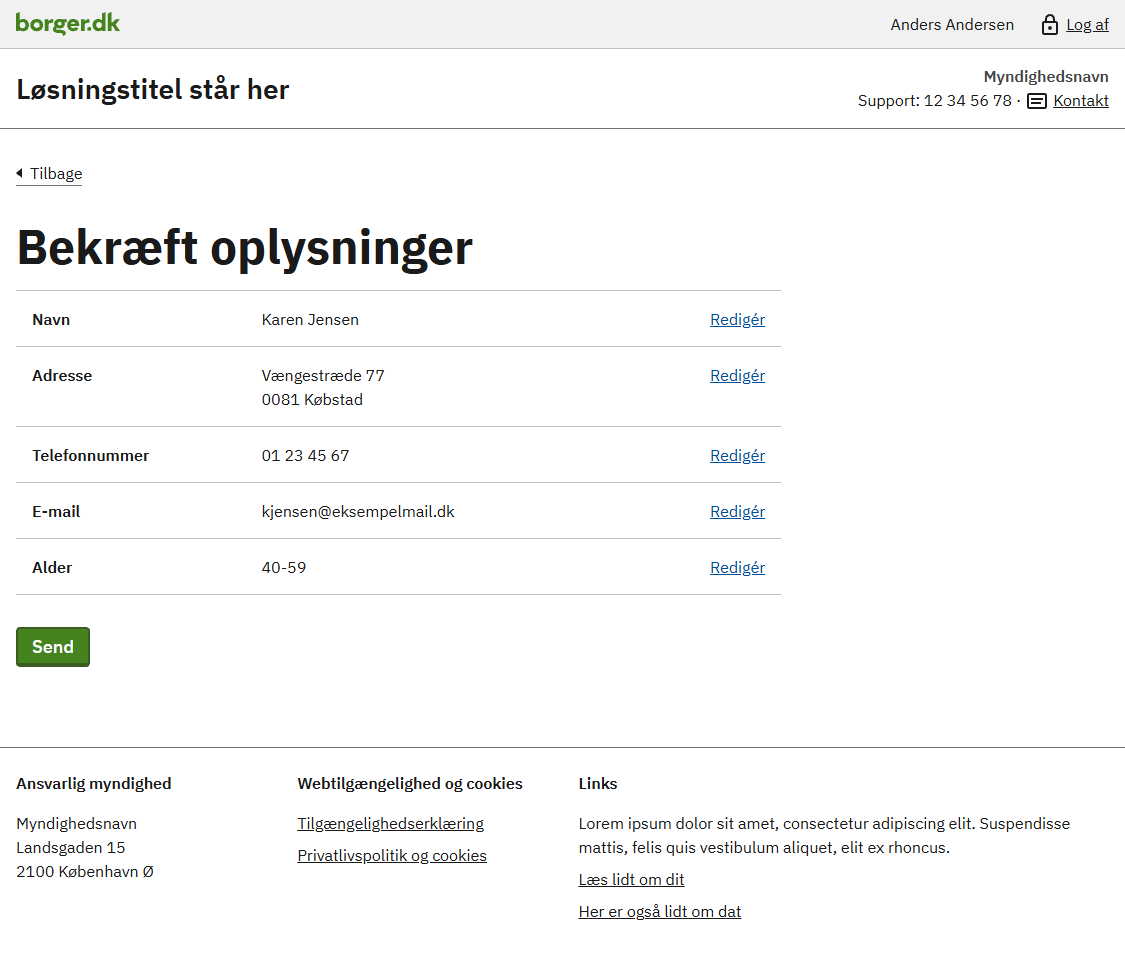 borger.dk
Anders Andersen
Log af
Løsningstitel står her
Myndighedsnavn
Support: 12 34 56 78 · Kontakt
Tilbage
Bekræft oplysninger
Navn Karen Jensen Redigér
Adresse Vængestræde 77 Redigér
0081 Købstad
Telefonnummer 01 23 45 67 Redigér
E-mail kjensen@eksempelmail.dk Redigér
Alder 40-59 Redigér
Send
Ansvarlig myndighed
Myndighedsnavn
Landsgaden 15
2100 København Ø
Webtilgængelighed og cookies
Tilgængelighedserklæring
Privatlivspolitik og cookies
Links
Lorem ipsum dolor sit amet, consectetur adipiscing elit. Suspendisse
mattis, felis quis vestibulum aliquet, elit ex rhoncus.
Læs lidt om dit
Her er også lidt om dat